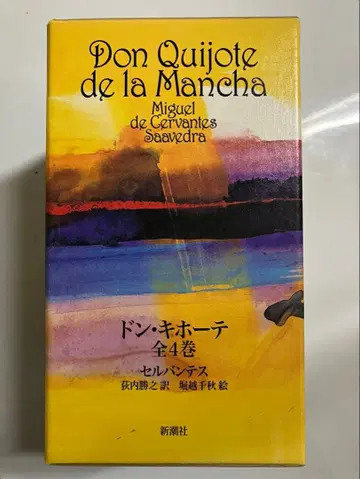 Don Quijote
de la Mancha
Miguel
de Cervantes
Saavedra
ドン・キホーテ
全4巻
セルバンテス
荻内勝之 訳 堀越千秋 絵
新潮社